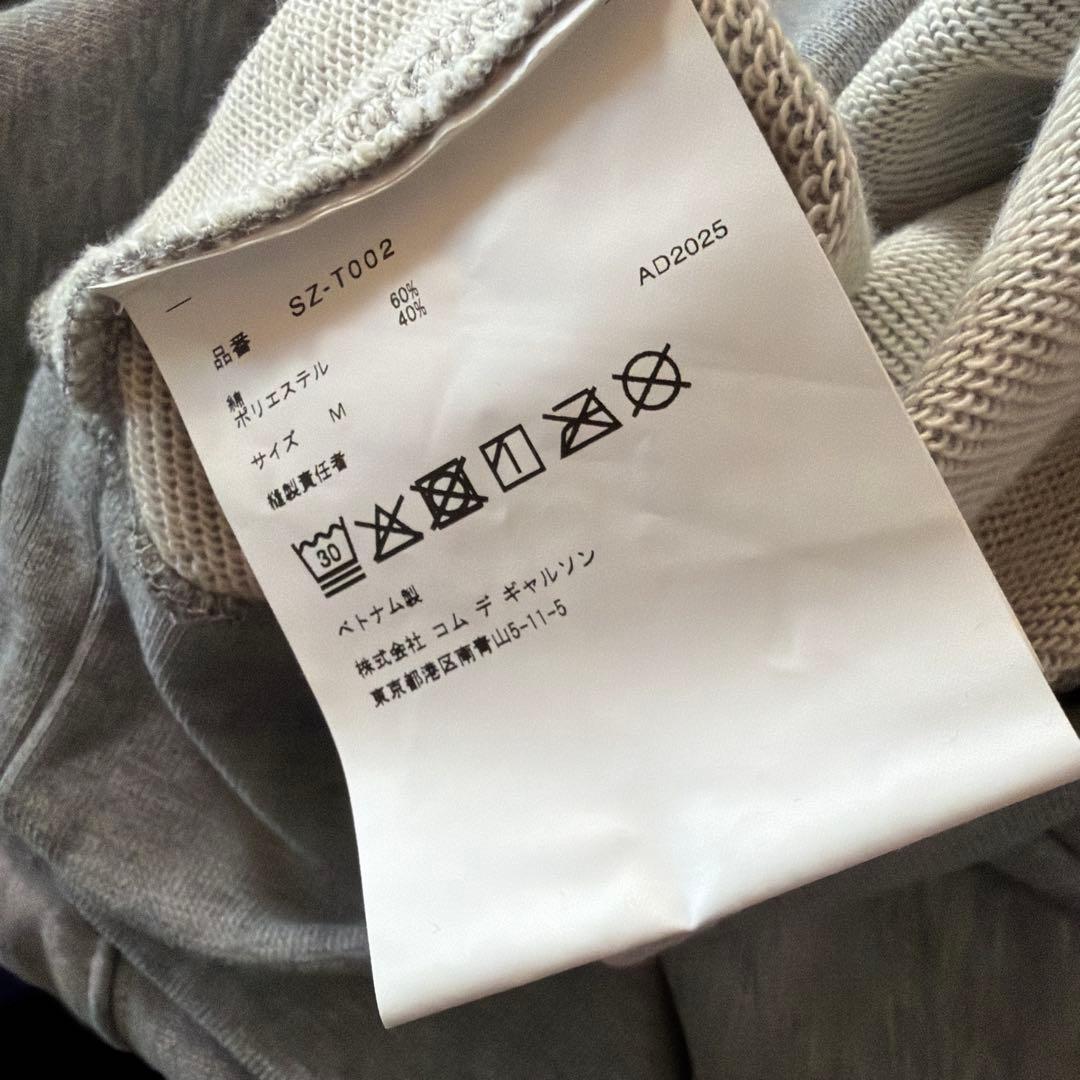 品番 SZ-T002 AD2025
綿 60%
ポリエステル 40%
サイズ M
縫製責任者
30
ベトナム製
株式会社 コム デ ギャルソン
東京都港区南青山5-11-5